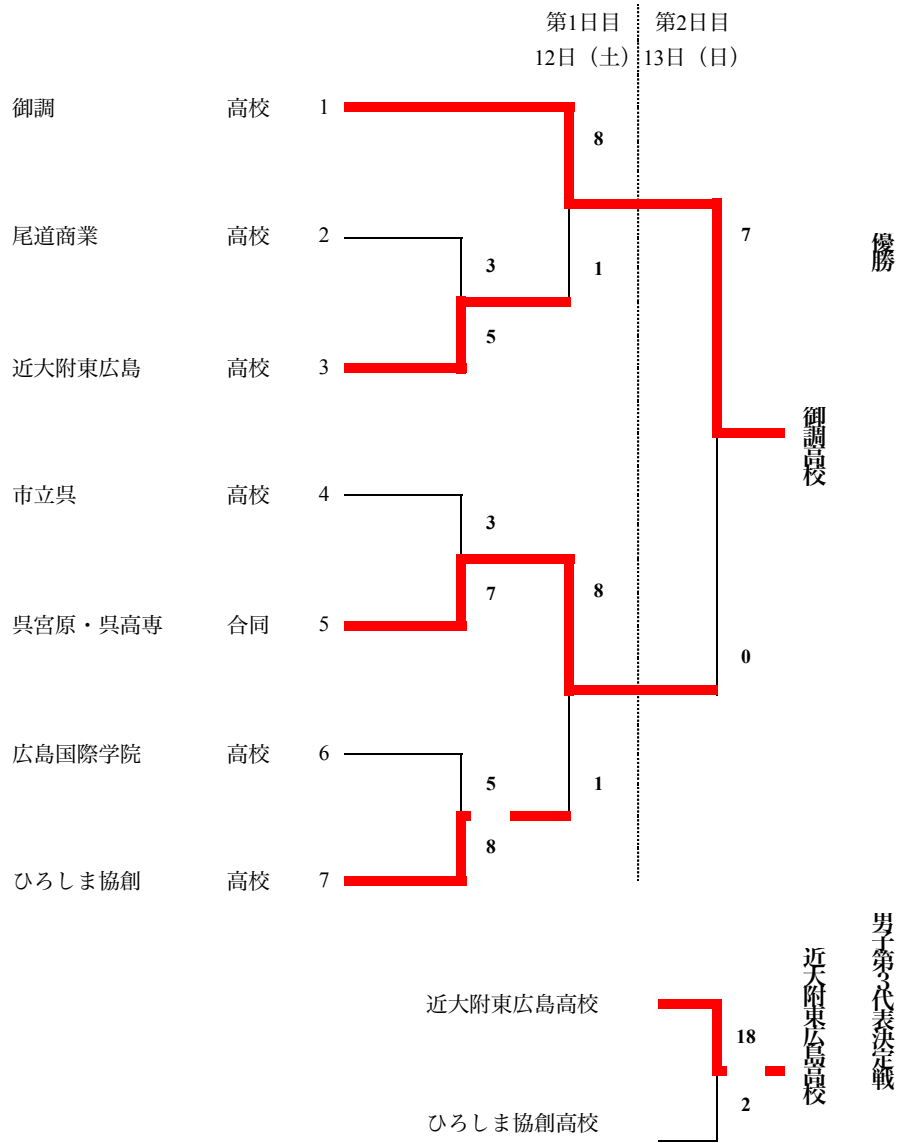 第1日目 第2日目
12日（土） 13日（日）
御調 高校 1
8
尾道商業 高校 2
7
優勝
3 1
5
近大附東広島 高校 3
御調高校
市立呉 高校 4
3
7 8
呉宮原・呉高専 合同 5
0
広島国際学院 高校 6
5 1
8
ひろしま協創 高校 7
男子第3代表決定戦
近大附東広島高校
近大附東広島高校
18
2
ひろしま協創高校